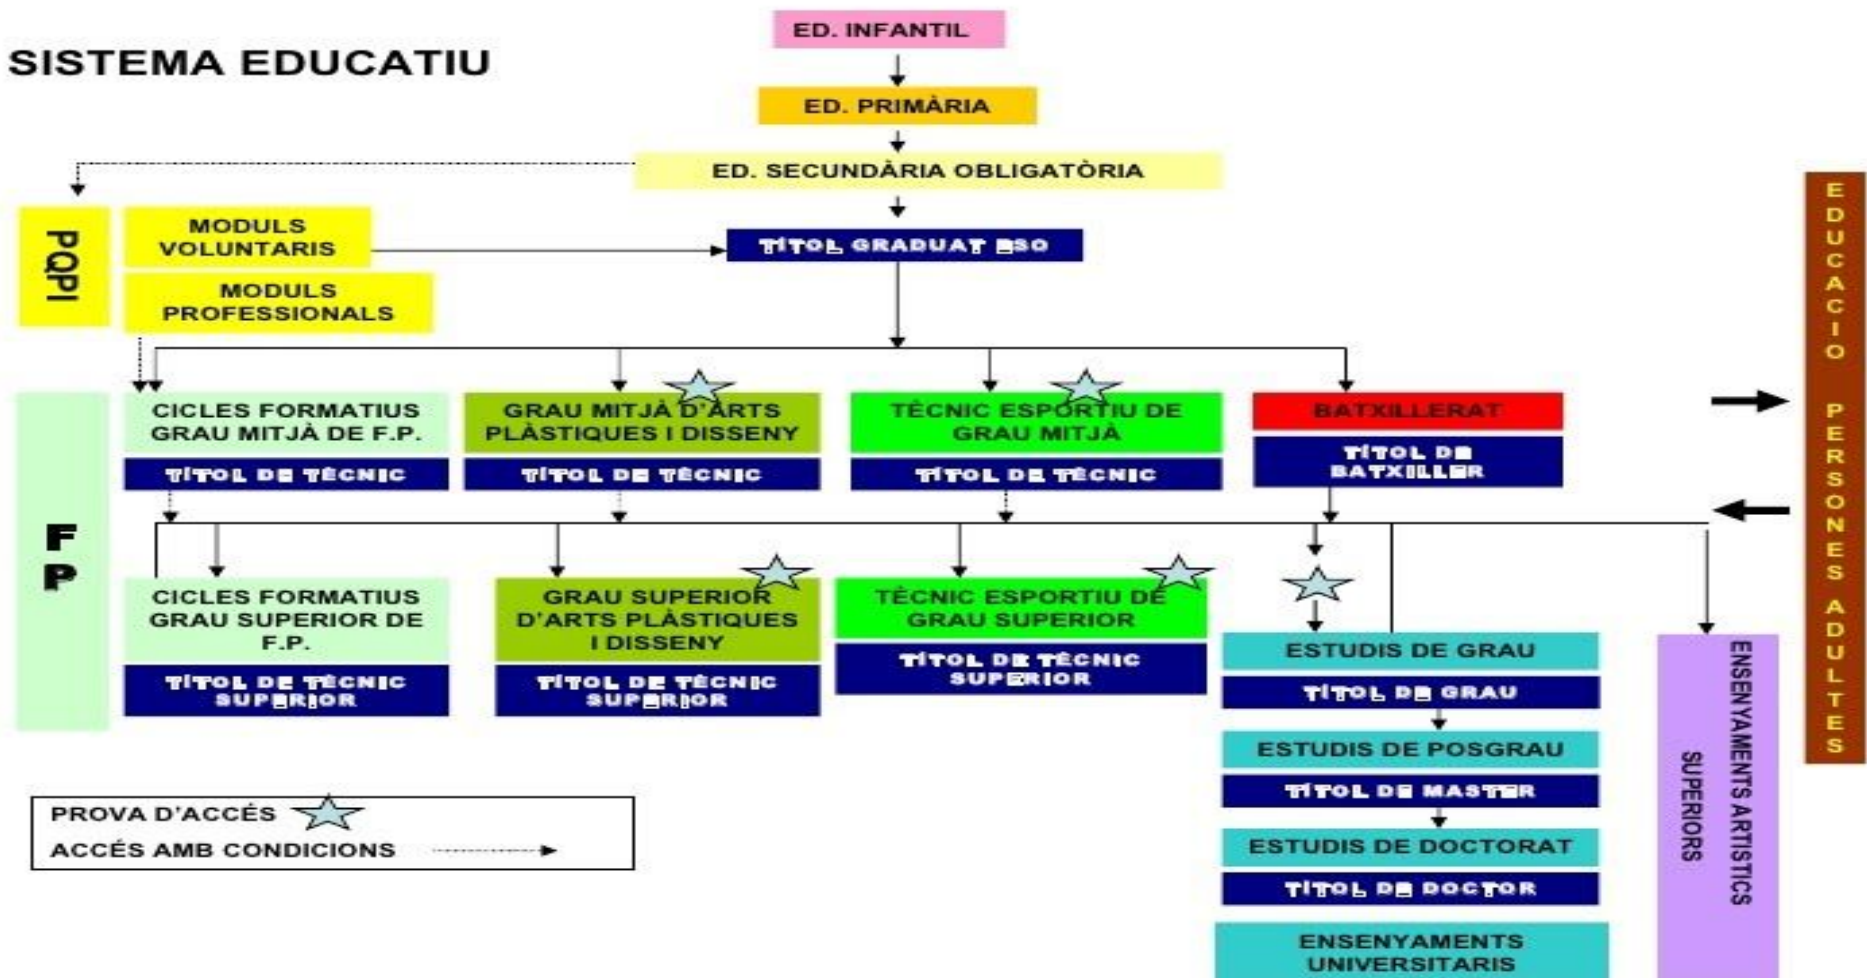 SISTEMA EDUCATIU
ED. INFANTIL
ED. PRIMÀRIA
ED. SECUNDÀRIA OBLIGATÒRIA
PQPI
MODULS
VOLUNTARIS
MODULS
PROFESSIONALS
TÍTOL GRADUAT ESO
FP
CICLES FORMATIUS
GRAU MITJÀ DE F.P.
TÍTOL DE TÈCNIC
GRAU MITJÀ D'ARTS
PLÀSTIQUES I DISSENY
TÍTOL DE TÈCNIC
TÈCNIC ESPORTIU DE
GRAU MITJÀ
TÍTOL DE TÈCNIC
BATXILLERAT
TÍTOL DE
BATXILLER
CICLES FORMATIUS
GRAU SUPERIOR DE
F.P.
TÍTOL DE TÈCNIC
SUPERIOR
GRAU SUPERIOR
D'ARTS PLÀSTIQUES
I DISSENY
TÍTOL DE TÈCNIC
SUPERIOR
TÈCNIC ESPORTIU DE
GRAU SUPERIOR
TÍTOL DE TÈCNIC
SUPERIOR
ESTUDIS DE GRAU
TÍTOL DE GRAU
ESTUDIS DE POSGRAU
TÍTOL DE MASTER
ESTUDIS DE DOCTORAT
TÍTOL DE DOCTOR
ENSENYAMENTS
UNIVERSITARIS
ENSENYAMENTS ARTISTICS
SUPERIORS
EDUCACIO PERSONES ADULTES
PROVA D'ACCÉS
ACCÉS AMB CONDICIONS